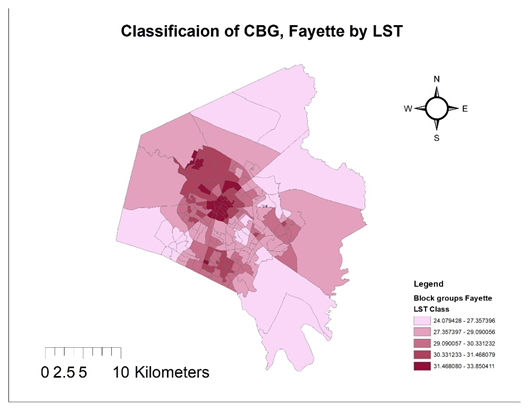 Classificaion of CBG, Fayette by LST
N
W E
S
Legend
Block groups Fayette
LST Class
24.079428 - 27.357396
27.357397 - 29.090056
29.090057 - 30.331232
30.331233 - 31.468079
31.468080 - 33.850411
0 2.5 5 10 Kilometers